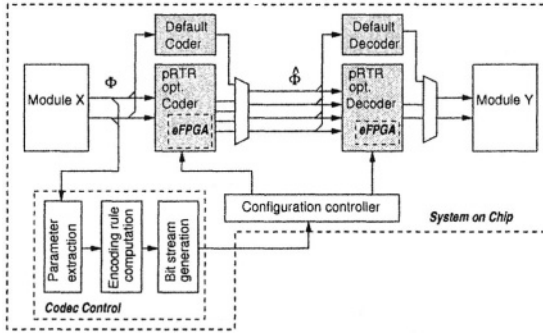 Default
Coder
Default
Decoder
Module X
Φ
pRTR
opt.
Coder
eFPGA
Φ̂
pRTR
opt.
Decoder
eFPGA
Module Y
Configuration controller
System on Chip
Parameter
extraction
Encoding rule
computation
Bit stream
generation
Codec Control